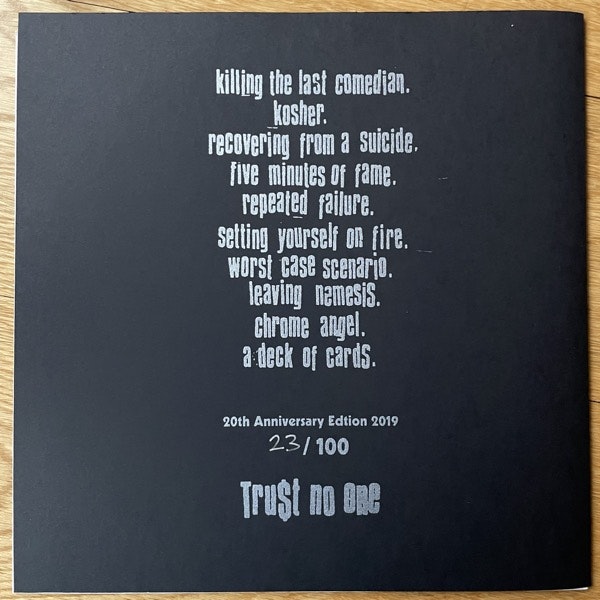 killing the last comedian.
kosher.
recovering from a suicide.
five minutes of fame.
repeated failure.
setting yourself on fire.
worst case scenario.
leaving nemesis.
chrome angel.
a deck of cards.
20th Anniversary Edtion 2019
23/100
Tru$t no one